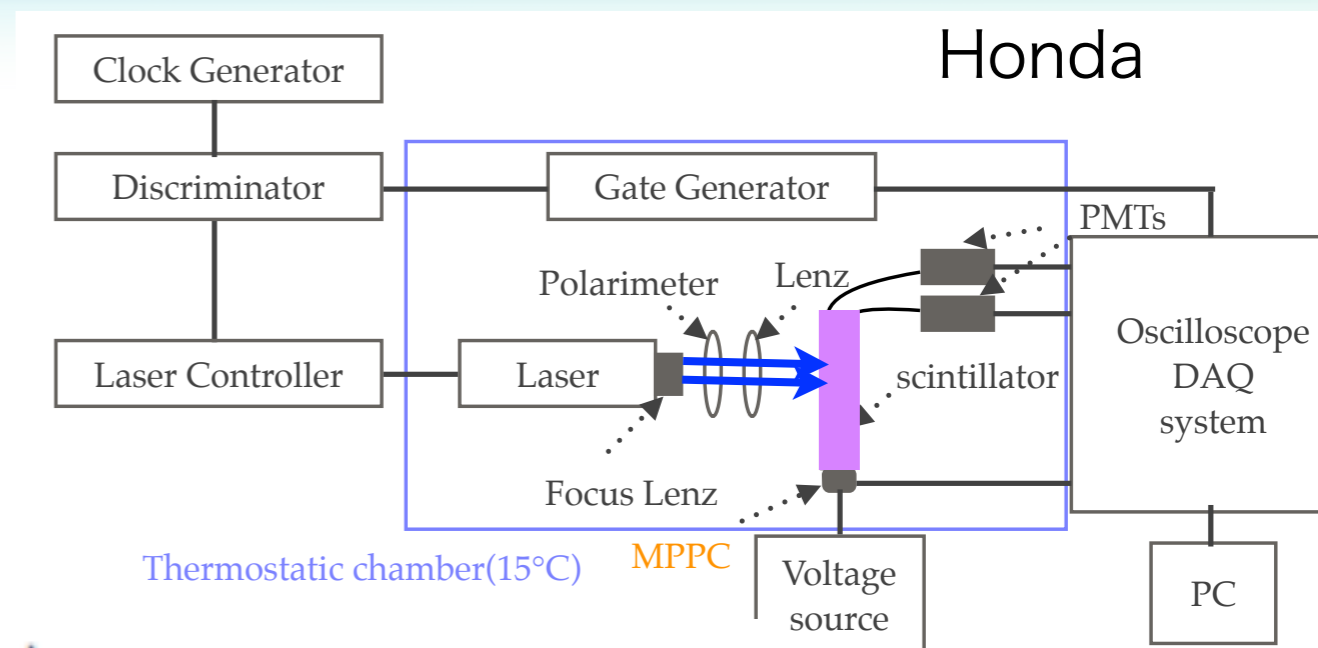 Honda
Clock Generator
Discriminator
Gate Generator
PMTs
Polarimeter
Lenz
Oscilloscope
DAQ
system
Laser Controller
Laser
scintillator
Focus Lenz
Thermostatic chamber(15°C)
MPPC
Voltage
source
PC